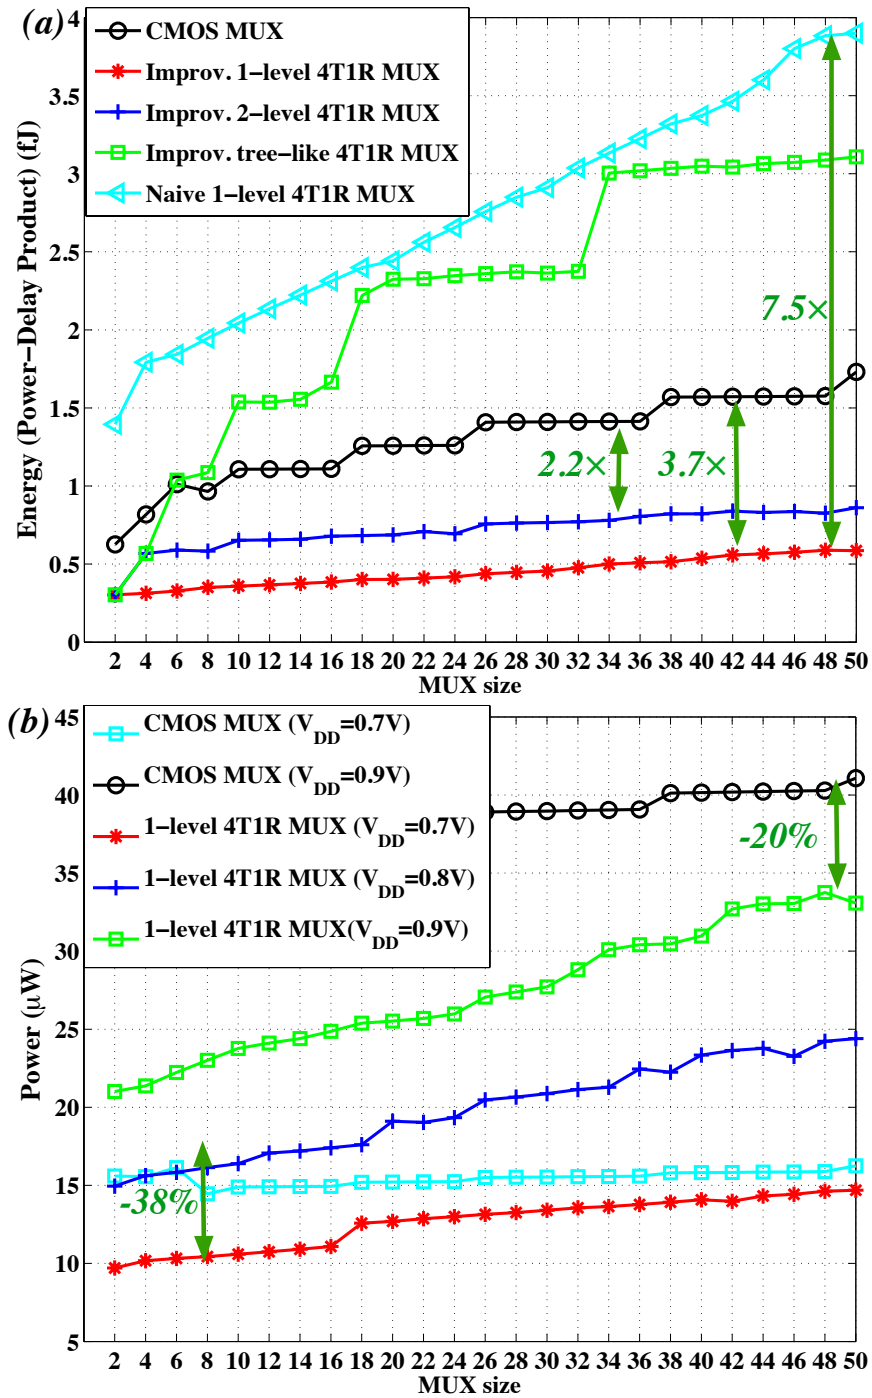 (a)
CMOS MUX
Improv. 1−level 4T1R MUX
Improv. 2−level 4T1R MUX
Improv. tree−like 4T1R MUX
Naive 1−level 4T1R MUX
Energy (Power−Delay Product) (fJ)
4
3.5
3
2.5
2
1.5
1
0.5
0
7.5×
2.2×
3.7×
2 4 6 8 10 12 14 16 18 20 22 24 26 28 30 32 34 36 38 40 42 44 46 48 50
MUX size
(b)
CMOS MUX (V_DD=0.7V)
CMOS MUX (V_DD=0.9V)
1−level 4T1R MUX (V_DD=0.7V)
1−level 4T1R MUX (V_DD=0.8V)
1−level 4T1R MUX(V_DD=0.9V)
Power (μW)
45
40
35
30
25
20
15
10
5
-20%
-38%
2 4 6 8 10 12 14 16 18 20 22 24 26 28 30 32 34 36 38 40 42 44 46 48 50
MUX size